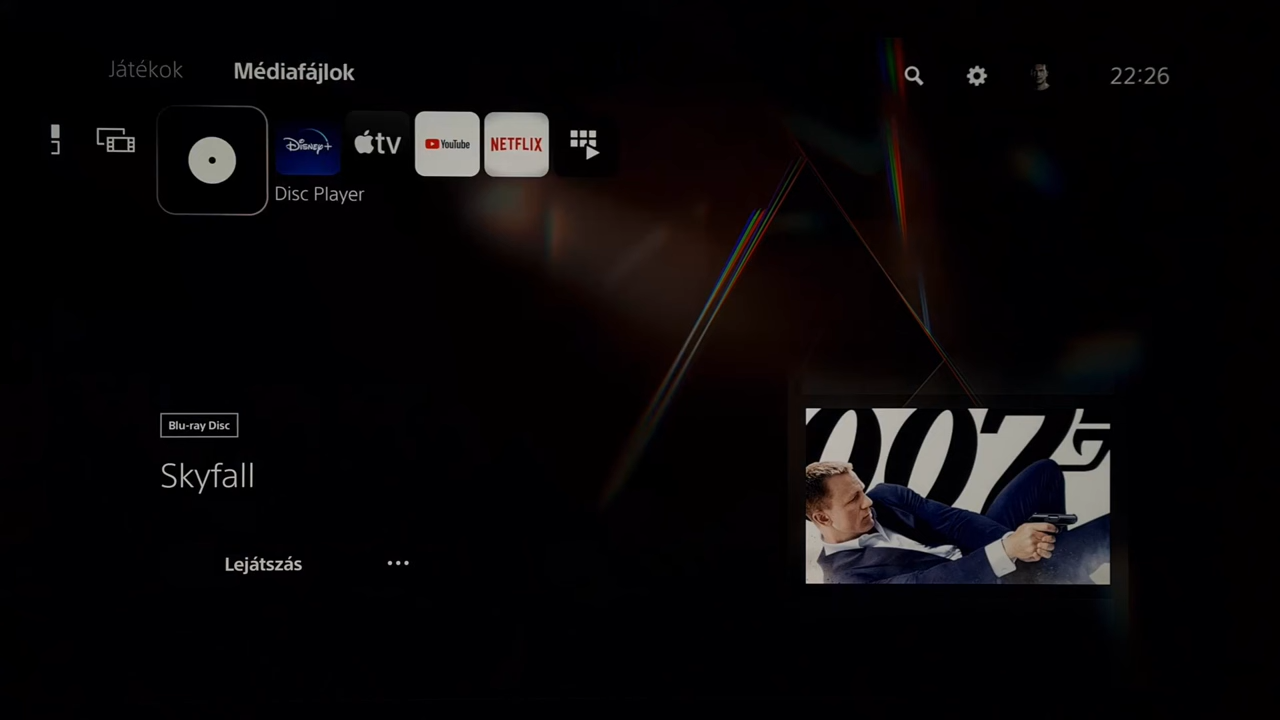 Játékok Médiafájlok 22:26
Disney+ tv YouTube NETFLIX
Disc Player
Blu-ray Disc
Skyfall
Lejátszás
007